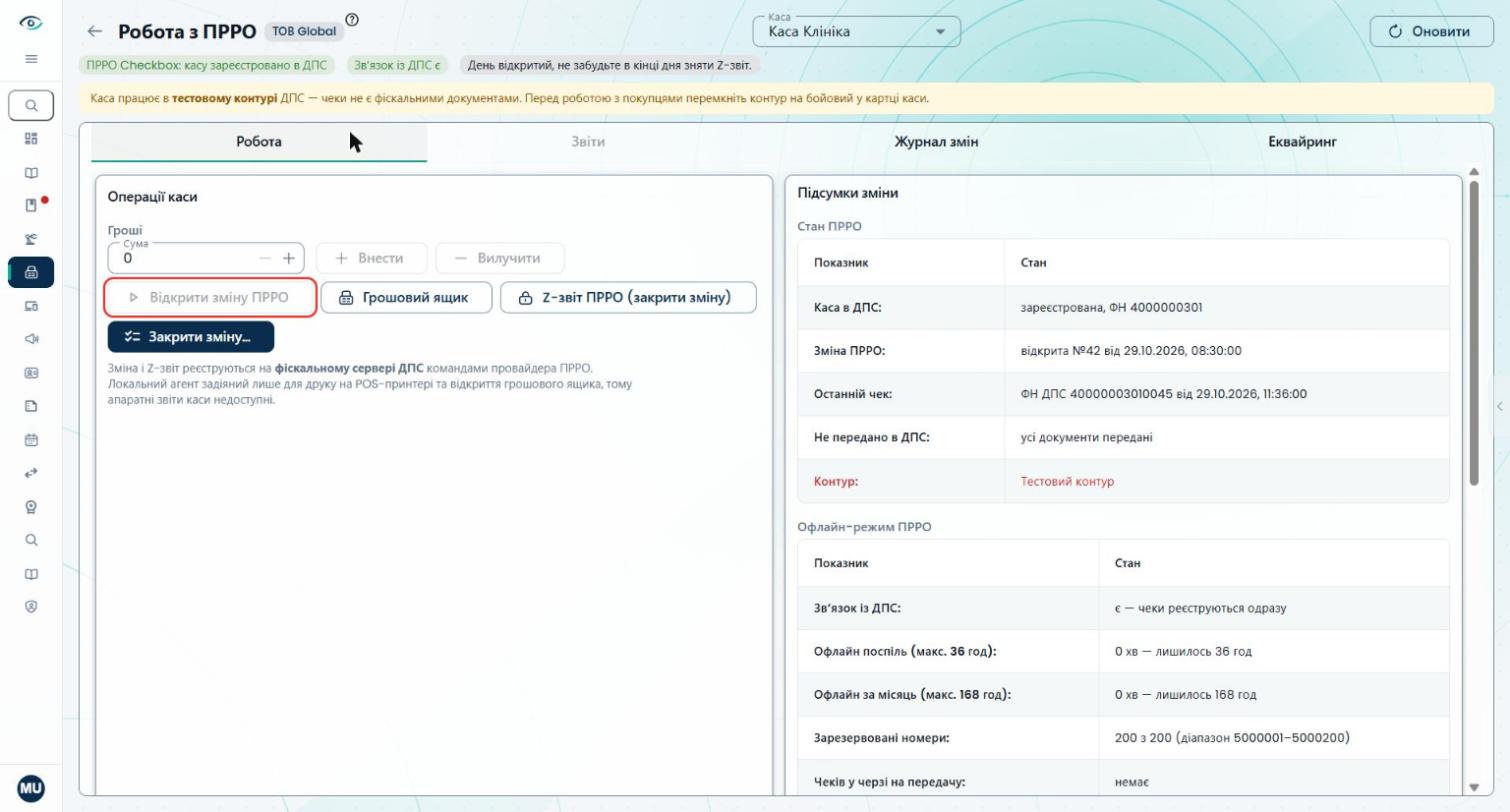 Робота з ПРРО
ТОВ Global
?
Каса
Каса Клініка
Оновити
ПРРО Checkbox: касу зареєстровано в ДПС
Зв'язок із ДПС є
День відкритий, не забудьте в кінці дня зняти Z-звіт.
Каса працює в тестовому контурі ДПС — чеки не є фіскальними документами. Перед роботою з покупцями перемкніть контур на бойовий у картці каси.
Робота
Звіти
Журнал змін
Еквайринг
Операції каси
Гроші
Сума
0
Внести
Вилучити
Відкрити зміну ПРРО
Грошовий ящик
Z-звіт ПРРО (закрити зміну)
Закрити зміну...
Зміна і Z-звіт реєструються на фіскальному сервері ДПС командами провайдера ПРРО.
Локальний агент задіяний лише для друку на POS-принтері та відкриття грошового ящика, тому
апаратні звіти каси недоступні.
Підсумки зміни
Стан ПРРО
Показник Стан
Каса в ДПС: зареєстрована, ФН 4000000301
Зміна ПРРО: відкрита №42 від 29.10.2026, 08:30:00
Останній чек: ФН ДПС 40000003010045 від 29.10.2026, 11:36:00
Не передано в ДПС: усі документи передані
Контур: Тестовий контур
Офлайн-режим ПРРО
Показник Стан
Зв'язок із ДПС: є — чеки реєструються одразу
Офлайн поспіль (макс. 36 год): 0 хв — лишилось 36 год
Офлайн за місяць (макс. 168 год): 0 хв — лишилось 168 год
Зарезервовані номери: 200 з 200 (діапазон 5000001–5000200)
Чеків у черзі на передачу: немає
MU